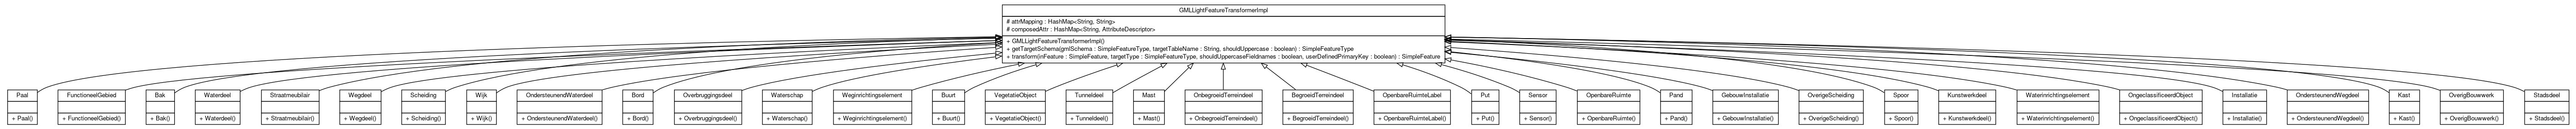 GMLLightFeatureTransformerImpl
# attrMapping : HashMap<String, String>
# composedAttr : HashMap<String, AttributeDescriptor>
+ GMLLightFeatureTransformerImpl()
+ getTargetSchema(gmlSchema : SimpleFeatureType, targetTableName : String, shouldUppercase : boolean) : SimpleFeatureType
+ transform(inFeature : SimpleFeature, targetType : SimpleFeatureType, shouldUppercaseFieldnames : boolean, userDefinedPrimaryKey : boolean) : SimpleFeature
Paal
+ Paal()
FunctioneelGebied
+ FunctioneelGebied()
Bak
+ Bak()
Waterdeel
+ Waterdeel()
Straatmeubilair
+ Straatmeubilair()
Wegdeel
+ Wegdeel()
Scheiding
+ Scheiding()
Wijk
+ Wijk()
OndersteunendWaterdeel
+ OndersteunendWaterdeel()
Bord
+ Bord()
Overbruggingsdeel
+ Overbruggingsdeel()
Waterschap
+ Waterschap()
Weginrichtingselement
+ Weginrichtingselement()
Buurt
+ Buurt()
VegetatieObject
+ VegetatieObject()
Tunneldeel
+ Tunneldeel()
Mast
+ Mast()
OnbegroeidTerreindeel
+ OnbegroeidTerreindeel()
BegroeidTerreindeel
+ BegroeidTerreindeel()
OpenbareRuimteLabel
+ OpenbareRuimteLabel()
Put
+ Put()
Sensor
+ Sensor()
OpenbareRuimte
+ OpenbareRuimte()
Pand
+ Pand()
GebouwInstallatie
+ GebouwInstallatie()
OverigeScheiding
+ OverigeScheiding()
Spoor
+ Spoor()
Kunstwerkdeel
+ Kunstwerkdeel()
Waterinrichtingselement
+ Waterinrichtingselement()
OngeclassificeerdObject
+ OngeclassificeerdObject()
Installatie
+ Installatie()
OndersteunendWegdeel
+ OndersteunendWegdeel()
Kast
+ Kast()
OverigBouwwerk
+ OverigBouwwerk()
Stadsdeel
+ Stadsdeel()